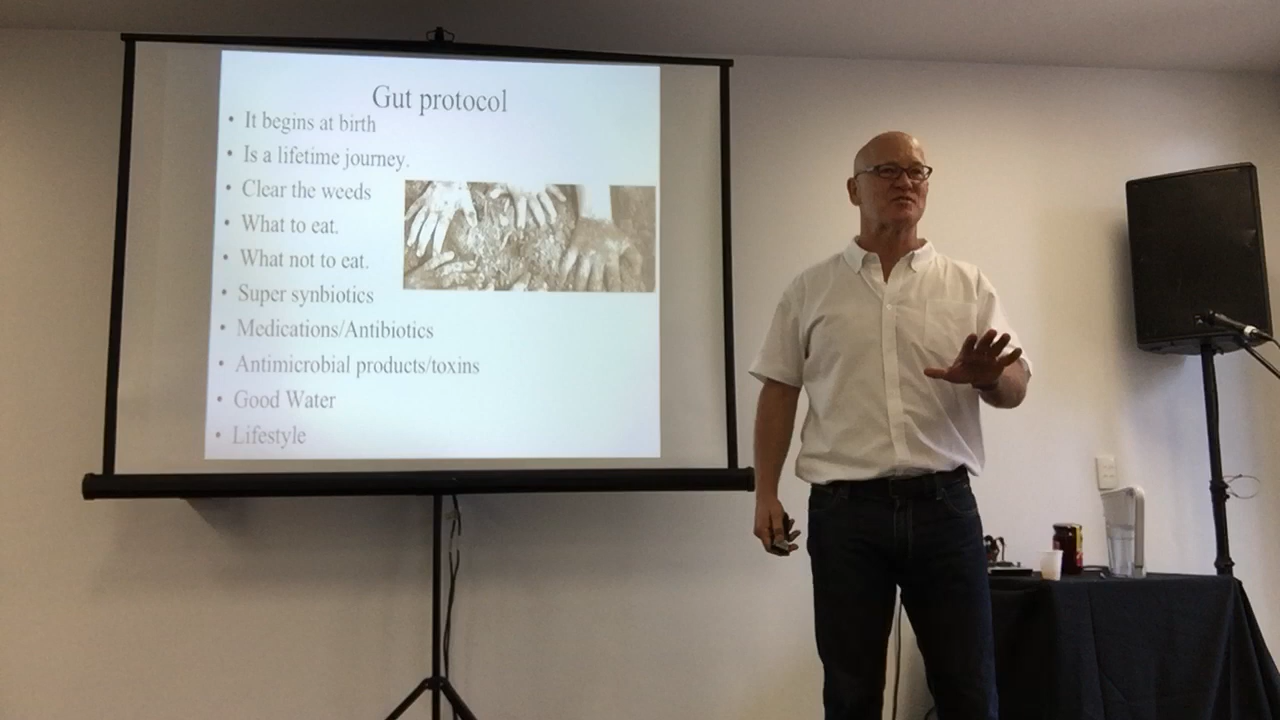 Gut protocol
• It begins at birth
• Is a lifetime journey.
• Clear the weeds
• What to eat.
• What not to eat.
• Super synbiotics
• Medications/Antibiotics
• Antimicrobial products/toxins
• Good Water
• Lifestyle